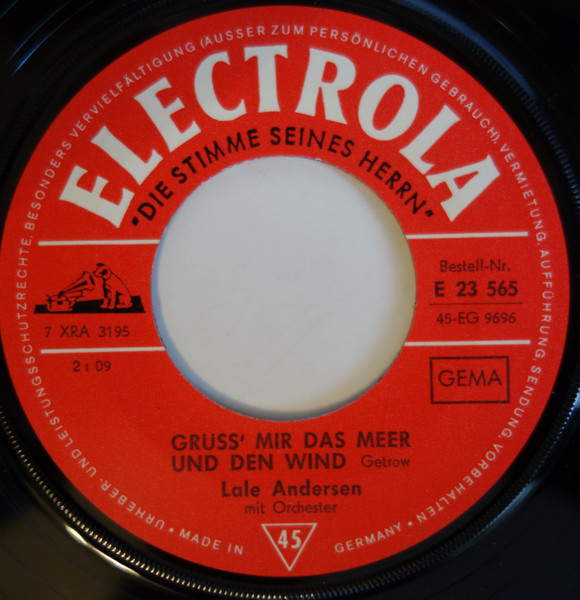 URHEBER- UND LEISTUNGSSCHUTZRECHTE, BESONDERS VERVIELFÄLTIGUNG (AUSSER ZUM PERSÖNLICHEN GEBRAUCH), VERMIETUNG, AUFFÜHRUNG, SENDUNG, VORBEHALTEN
ELECTROLA
"DIE STIMME SEINES HERRN"
7 XRA 3195
2 : 09
Bestell-Nr.
E 23 565
45-EG 9696
GEMA
GRUSS' MIR DAS MEER
UND DEN WIND Getrow
Lale Andersen
mit Orchester
• MADE IN 45 GERMANY •